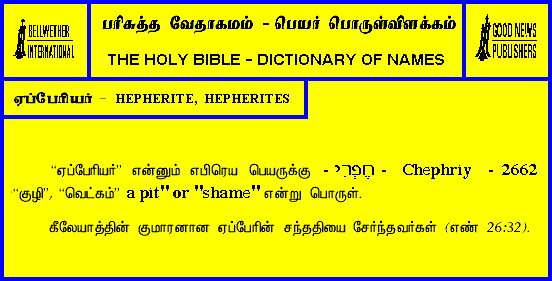 BELLWETHER
INTERNATIONAL
பரிசுத்த வேதாகமம் - பெயர் பொருள்விளக்கம்
THE HOLY BIBLE - DICTIONARY OF NAMES
GOOD NEWS
PUBLISHERS
ஏப்பேரியர் - HEPHERITE, HEPHERITES
“ஏப்பேரியர்” என்னும் எபிரெய பெயருக்கு - חֶפְרִי - Chephriy - 2662
“குழி”, “வெட்கம்” a pit" or "shame" என்று பொருள்.
கீலேயாத்தின் குமாரனான ஏப்பேரின் சந்ததியை சேர்ந்தவர்கள் (எண் 26:32).